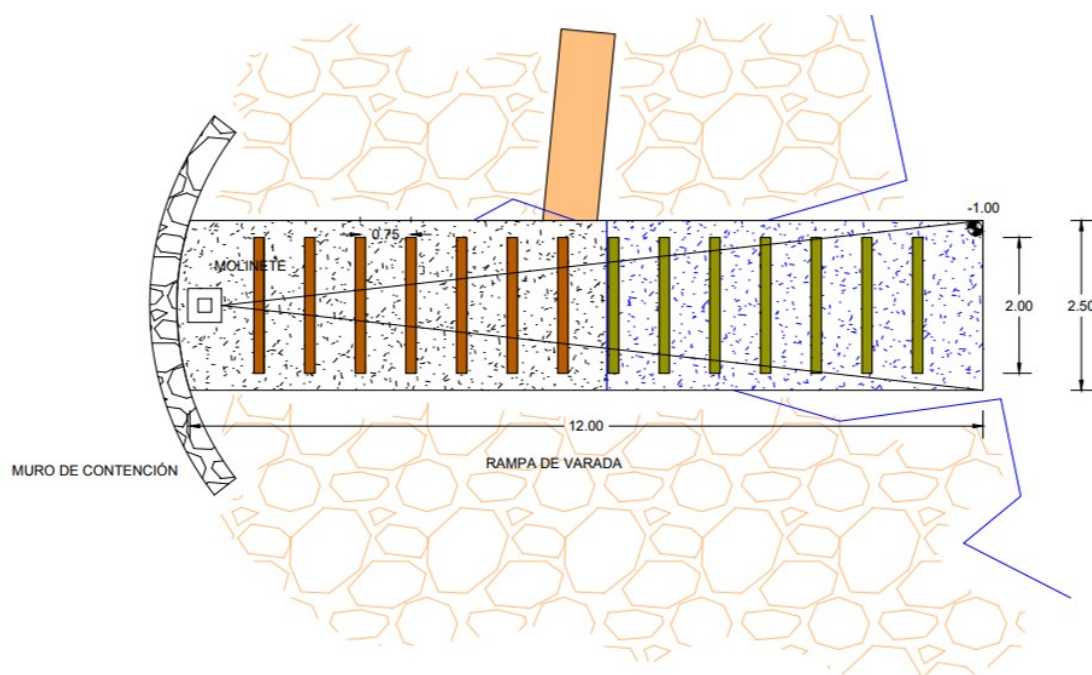 -1.00
0.75
MOLINETE
2.00
2.50
12.00
RAMPA DE VARADA
MURO DE CONTENCIÓN